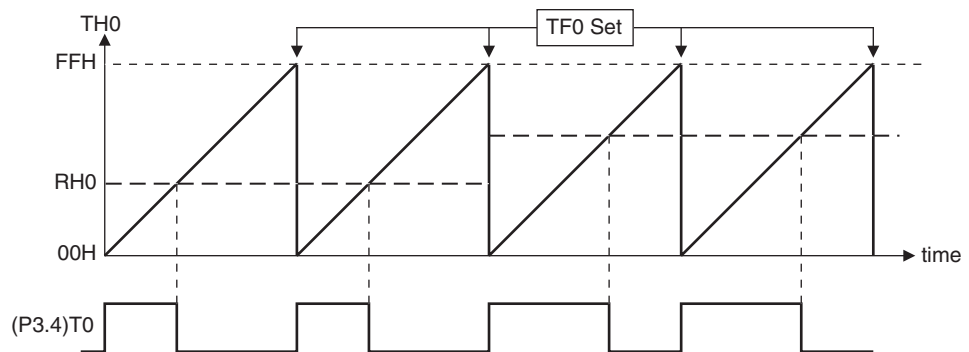 TH0
TF0 Set
FFH
RH0
00H
time
(P3.4)T0